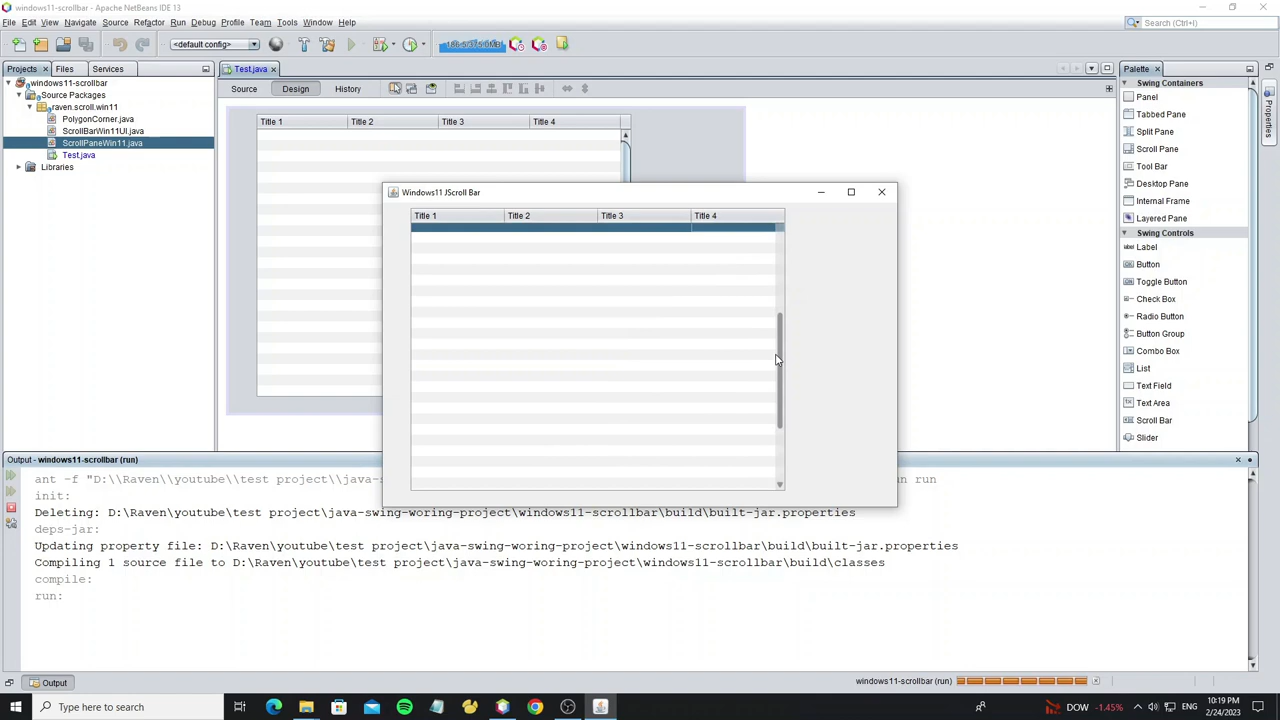 windows11-scrollbar - Apache NetBeans IDE 13
File Edit View Navigate Source Refactor Run Debug Profile Team Tools Window Help
Search (Ctrl+I)
<default config>
Projects Files Services
Test.java
Palette
windows11-scrollbar
Source Packages
raven.scroll.win11
PolygonCorner.java
ScrollBarWin11UI.java
ScrollPaneWin11.java
Test.java
Libraries
Source Design History
Title 1 Title 2 Title 3 Title 4
Windows11 JScroll Bar
Title 1 Title 2 Title 3 Title 4
Swing Containers
Panel
Tabbed Pane
Split Pane
Scroll Pane
Tool Bar
Desktop Pane
Internal Frame
Layered Pane
Swing Controls
Label
Button
Toggle Button
Check Box
Radio Button
Button Group
Combo Box
List
Text Field
Text Area
Scroll Bar
Slider
Properties
Output - windows11-scrollbar (run)
ant -f "D:\\Raven\\youtube\\test project\\java-s
n run
init:
Deleting: D:\Raven\youtube\test project\java-swing-woring-project\windows11-scrollbar\build\built-jar.properties
deps-jar:
Updating property file: D:\Raven\youtube\test project\java-swing-woring-project\windows11-scrollbar\build\built-jar.properties
Compiling 1 source file to D:\Raven\youtube\test project\java-swing-woring-project\windows11-scrollbar\build\classes
compile:
run:
Output
windows11-scrollbar (run)
Type here to search
DOW -1.45%
10:19 PM
2/24/2023